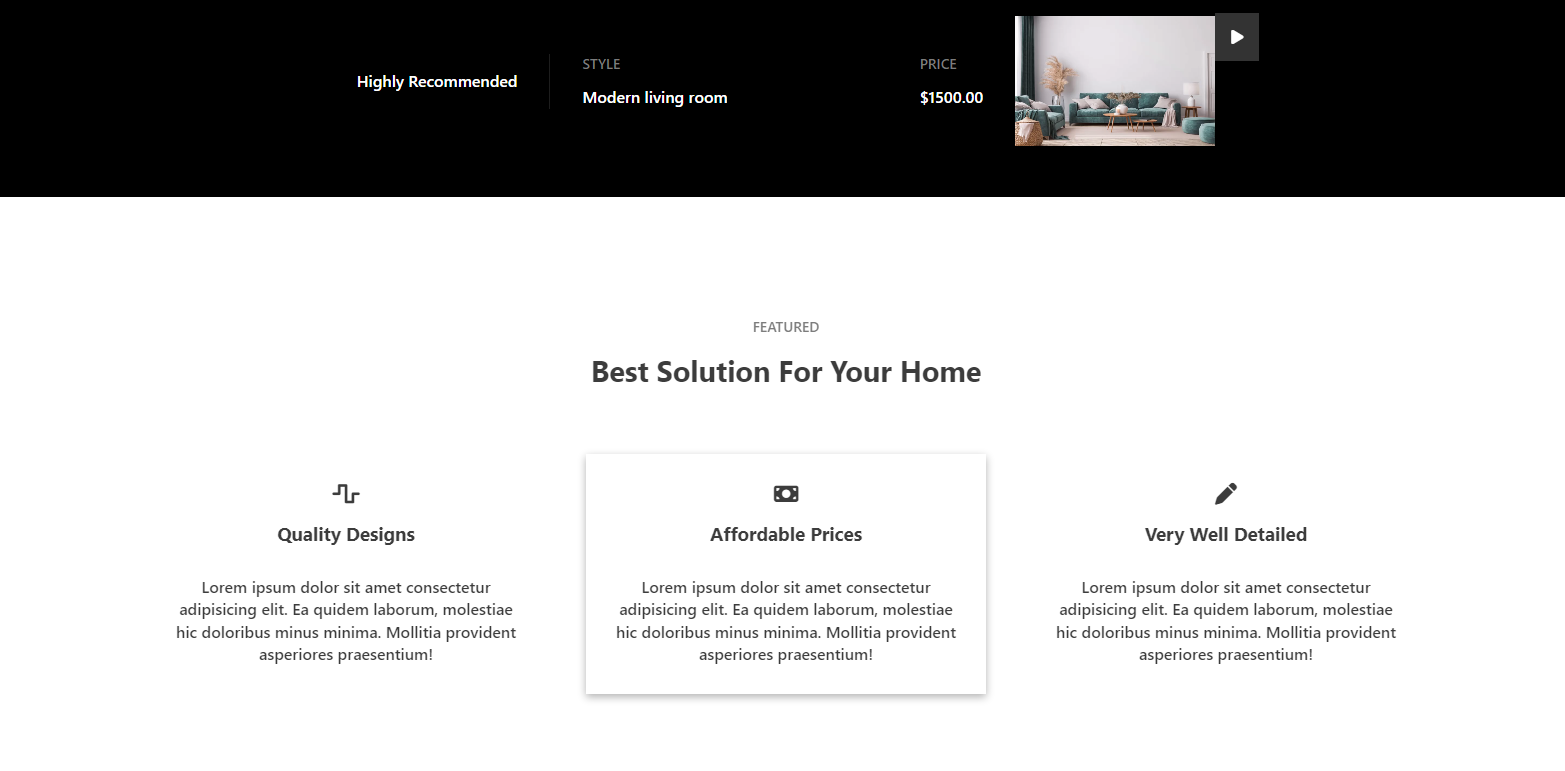 Highly Recommended
STYLE
Modern living room
PRICE
$1500.00
FEATURED
Best Solution For Your Home
Quality Designs
Lorem ipsum dolor sit amet consectetur
adipisicing elit. Ea quidem laborum, molestiae
hic doloribus minus minima. Mollitia provident
asperiores praesentium!
Affordable Prices
Lorem ipsum dolor sit amet consectetur
adipisicing elit. Ea quidem laborum, molestiae
hic doloribus minus minima. Mollitia provident
asperiores praesentium!
Very Well Detailed
Lorem ipsum dolor sit amet consectetur
adipisicing elit. Ea quidem laborum, molestiae
hic doloribus minus minima. Mollitia provident
asperiores praesentium!